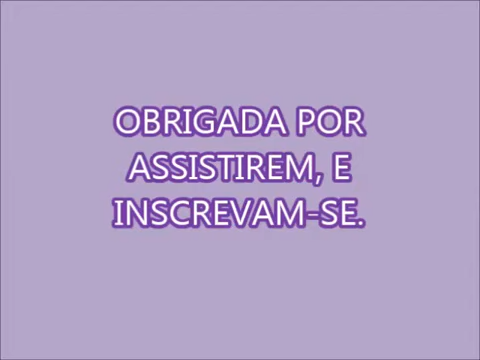 OBRIGADA POR
ASSISTIREM, E
INSCREVAM-SE.